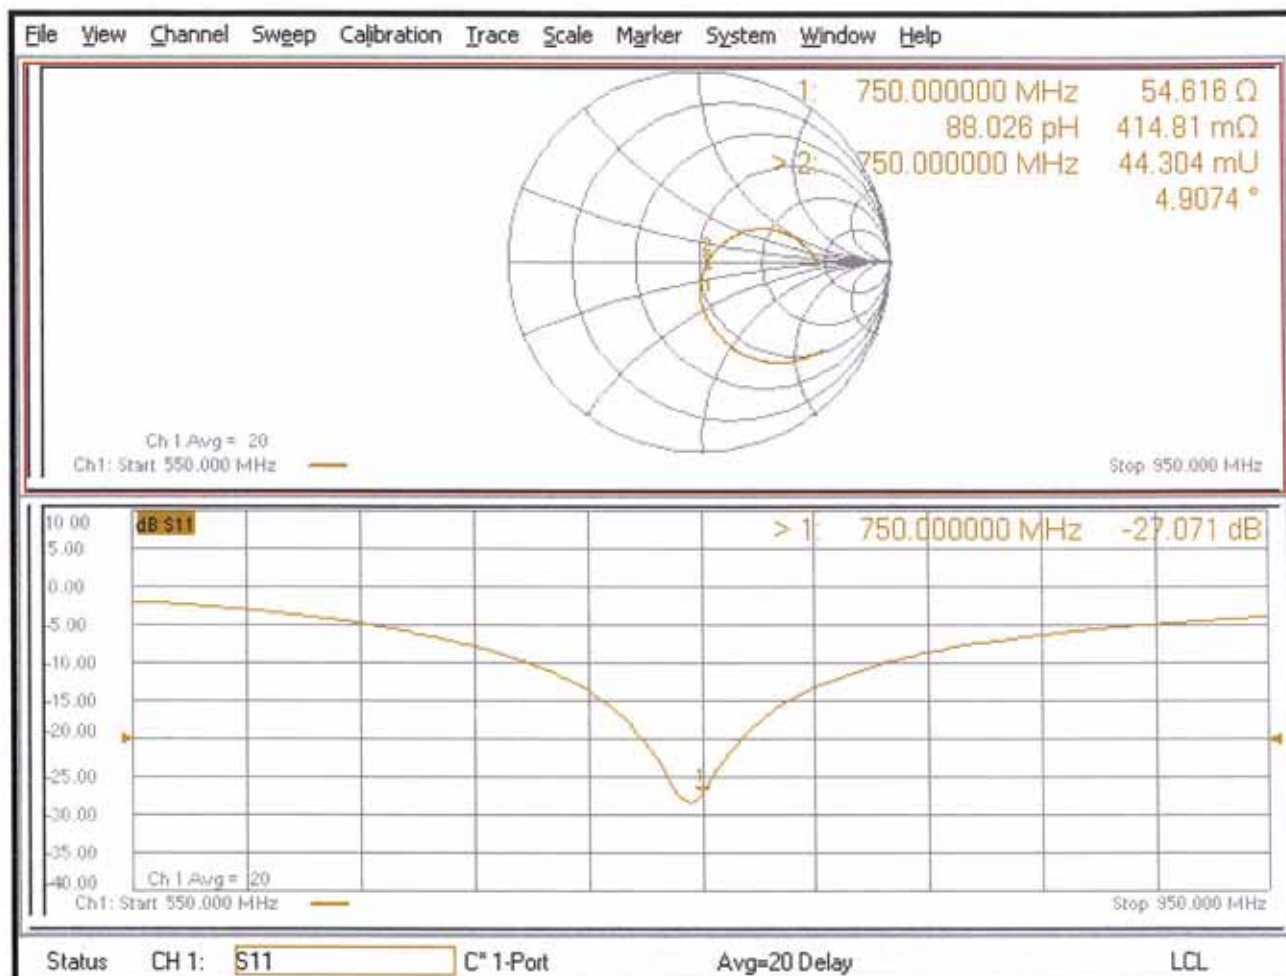 File View Channel Sweep Calibration Trace Scale Marker System Window Help
1: 750.000000 MHz 54.616 Ω
88.026 pH 414.81 mΩ
> 2: 750.000000 MHz 44.304 mU
4.9074 °
Ch 1 Avg = 20
Ch1: Start 550.000 MHz
Stop 950.000 MHz
10.00
5.00
0.00
-5.00
-10.00
-15.00
-20.00
-25.00
-30.00
-35.00
-40.00
dB S11
> 1: 750.000000 MHz -27.071 dB
1
Ch 1 Avg = 20
Ch1: Start 550.000 MHz
Stop 950.000 MHz
Status CH 1: S11 C* 1-Port Avg=20 Delay LCL